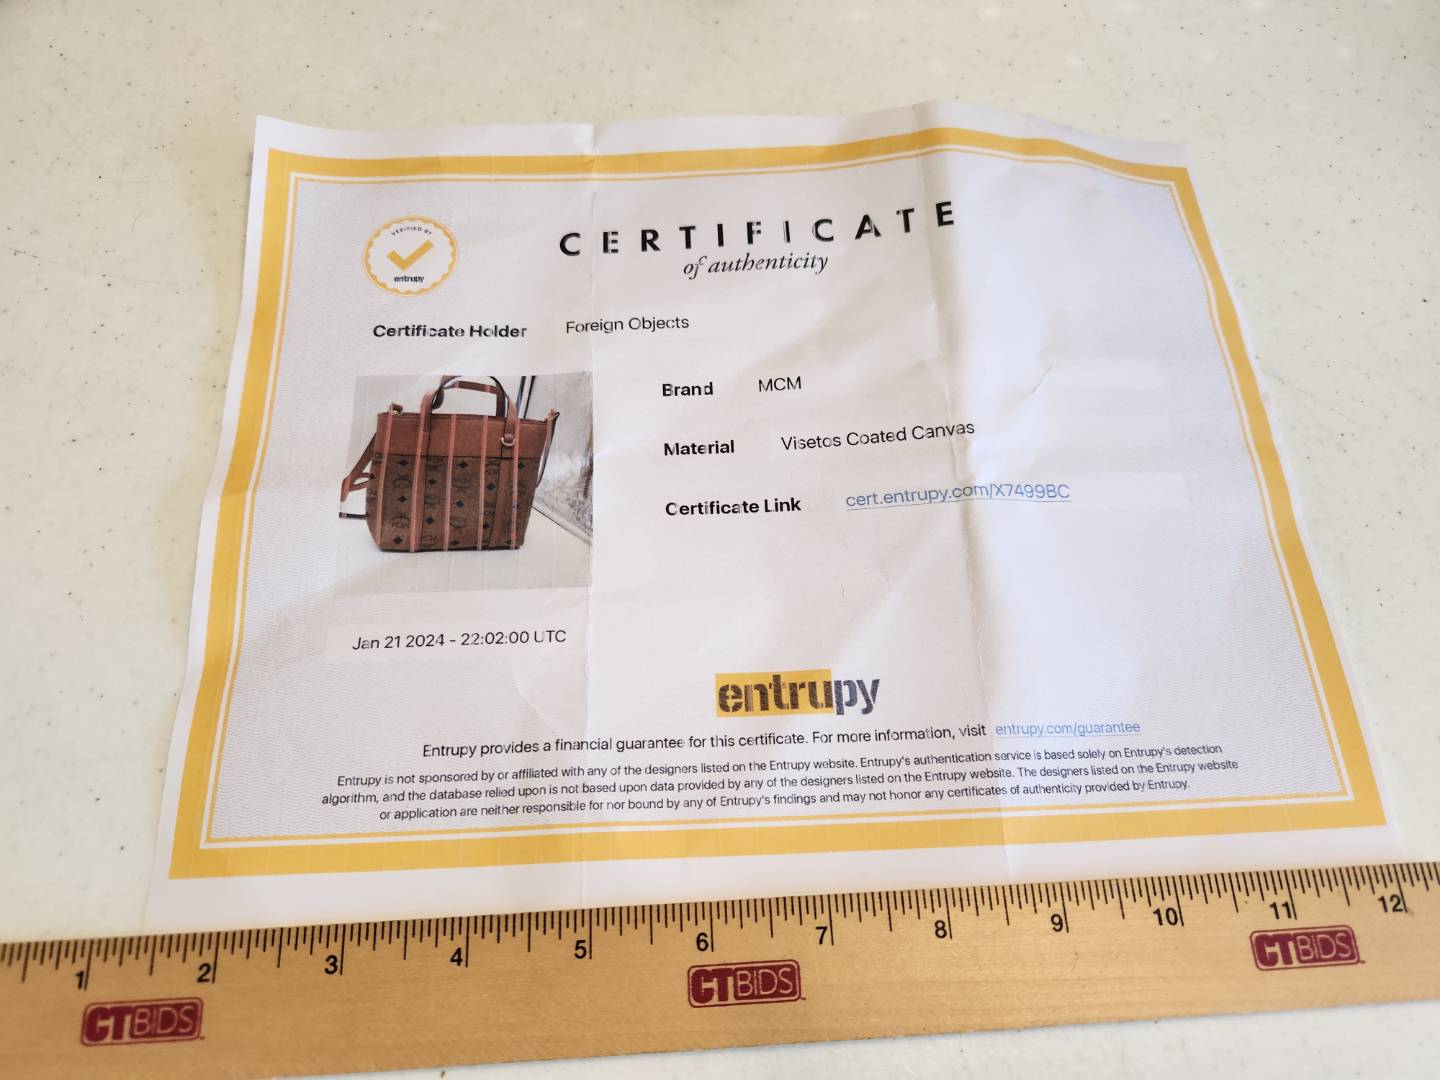 CERTIFICATE
of authenticity
VERIFIED BY
entrupy
Certificate Holder Foreign Objects
Brand MCM
Material Visetos Coated Canvas
Certificate Link cert.entrupy.com/X7499BC
Jan 21 2024 - 22:02:00 UTC
entrupy
Entrupy provides a financial guarantee for this certificate. For more information, visit entrupy.com/guarantee
Entrupy is not sponsored by or affiliated with any of the designers listed on the Entrupy website. Entrupy's authentication service is based solely on Entrupy's detection
algorithm, and the database relied upon is not based upon data provided by any of the designers listed on the Entrupy website. The designers listed on the Entrupy website
or application are neither responsible for nor bound by any of Entrupy's findings and may not honor any certificates of authenticity provided by Entrupy.
1 2 3 4 5 6 7 8 9 10 11 12
CTBIDS CTBIDS CTBIDS